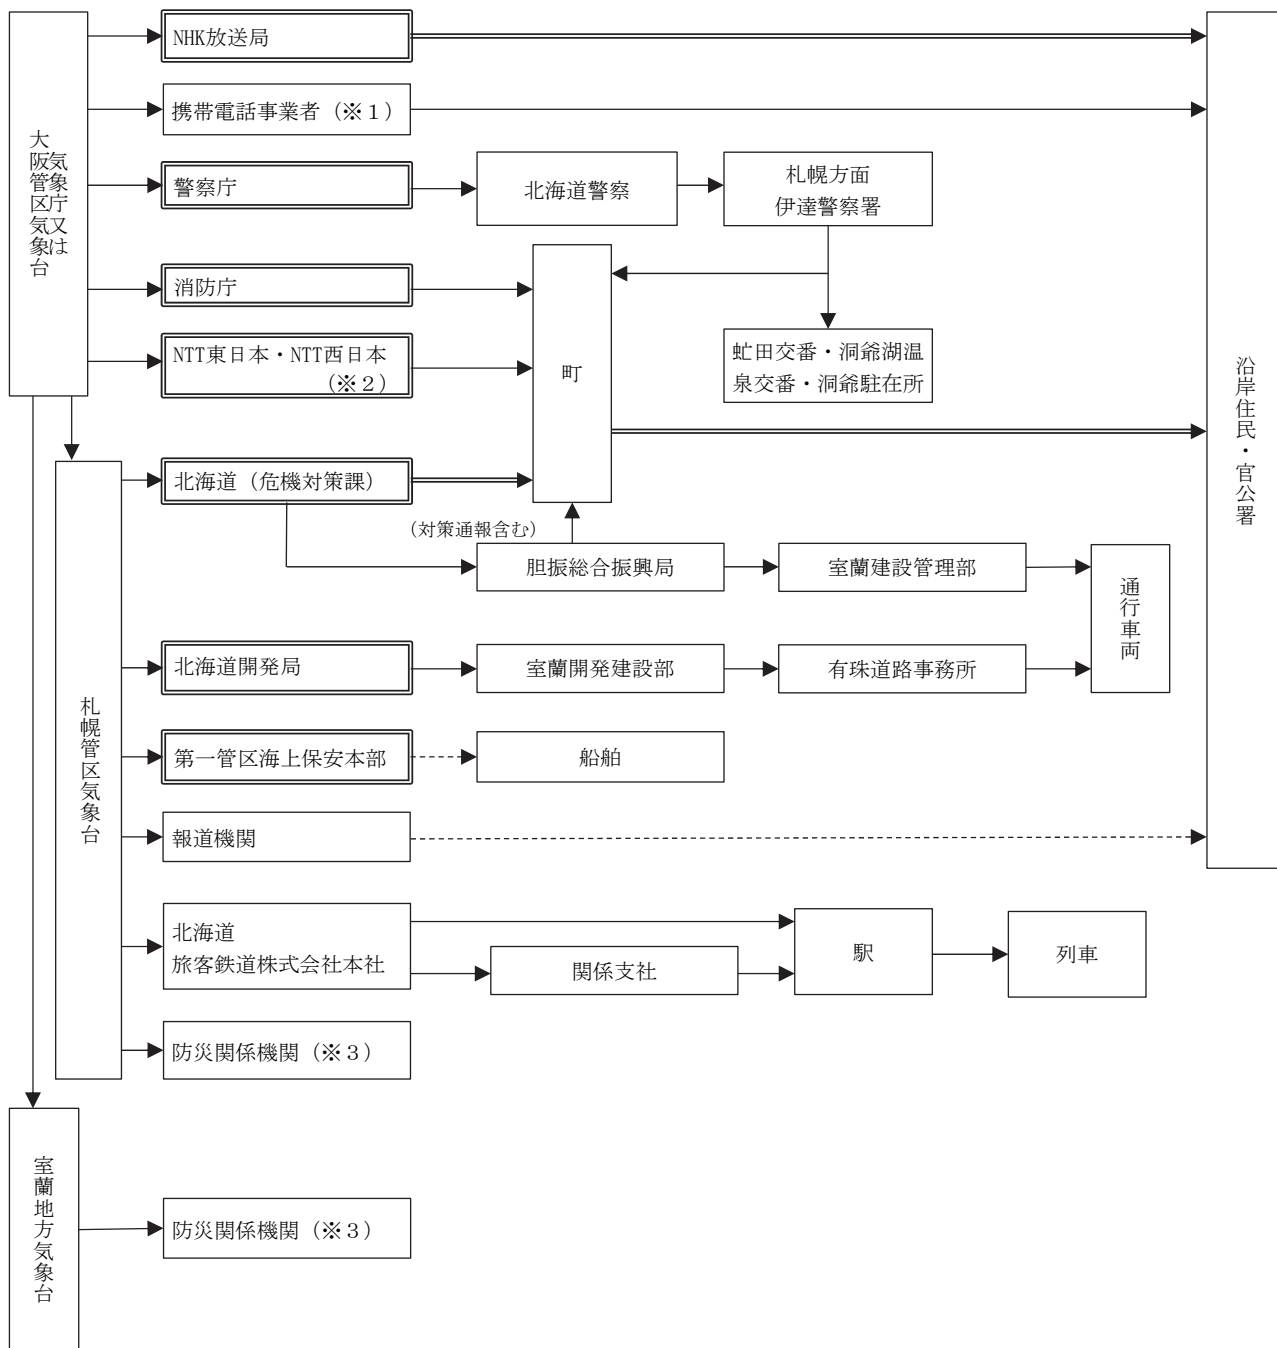 気象庁又は
大阪管区気象台
NHK放送局
携帯電話事業者(※1)
警察庁
北海道警察
札幌方面
伊達警察署
消防庁
NTT東日本・NTT西日本
(※2)
町
虻田交番・洞爺湖温
泉交番・洞爺駐在所
沿岸住民・官公署
北海道(危機対策課)
(対策通報含む)
胆振総合振興局
室蘭建設管理部
通行車両
北海道開発局
室蘭開発建設部
有珠道路事務所
札幌管区気象台
第一管区海上保安本部
船舶
報道機関
北海道
旅客鉄道株式会社本社
関係支社
駅
列車
防災関係機関(※3)
室蘭地方気象台
防災関係機関(※3)